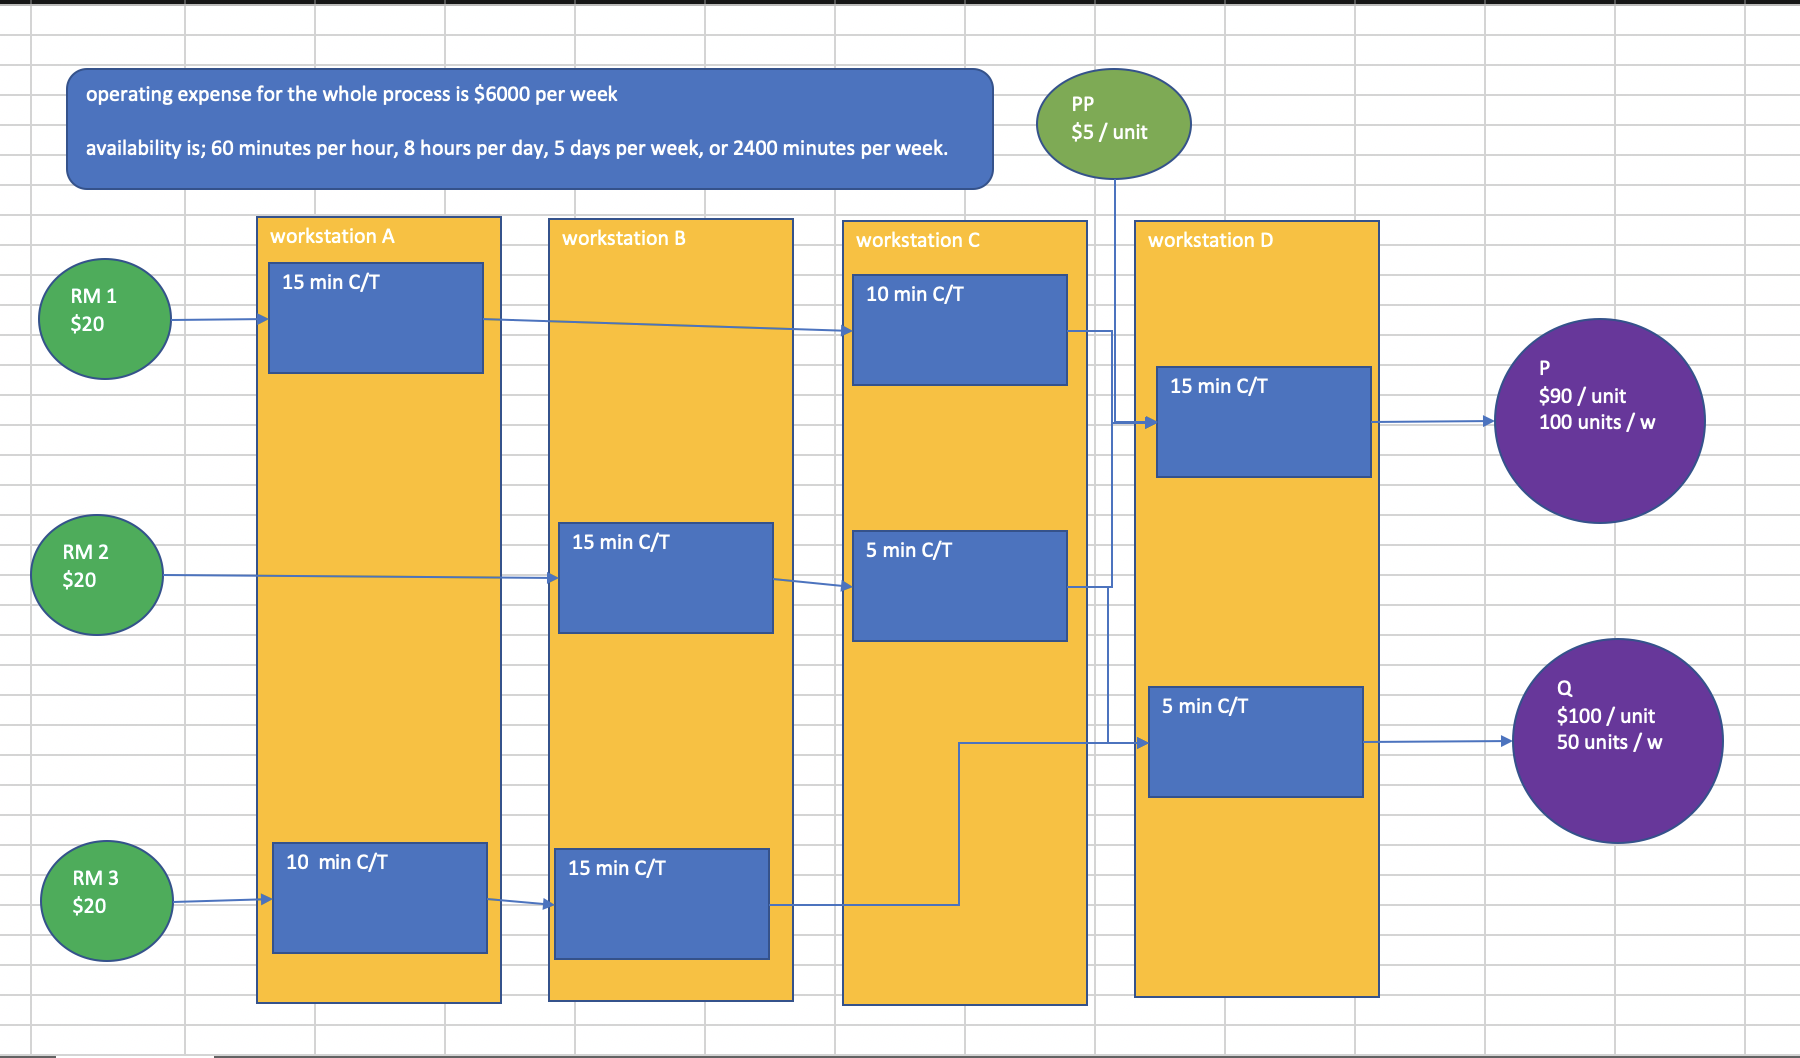 operating expense for the whole process is $6000 per week
availability is; 60 minutes per hour, 8 hours per day, 5 days per week, or 2400 minutes per week.
PP
$5 / unit
workstation A
workstation B
workstation C
workstation D
RM 1
$20
15 min C/T
10 min C/T
15 min C/T
P
$90 / unit
100 units / w
RM 2
$20
15 min C/T
5 min C/T
5 min C/T
Q
$100 / unit
50 units / w
RM 3
$20
10  min C/T
15 min C/T